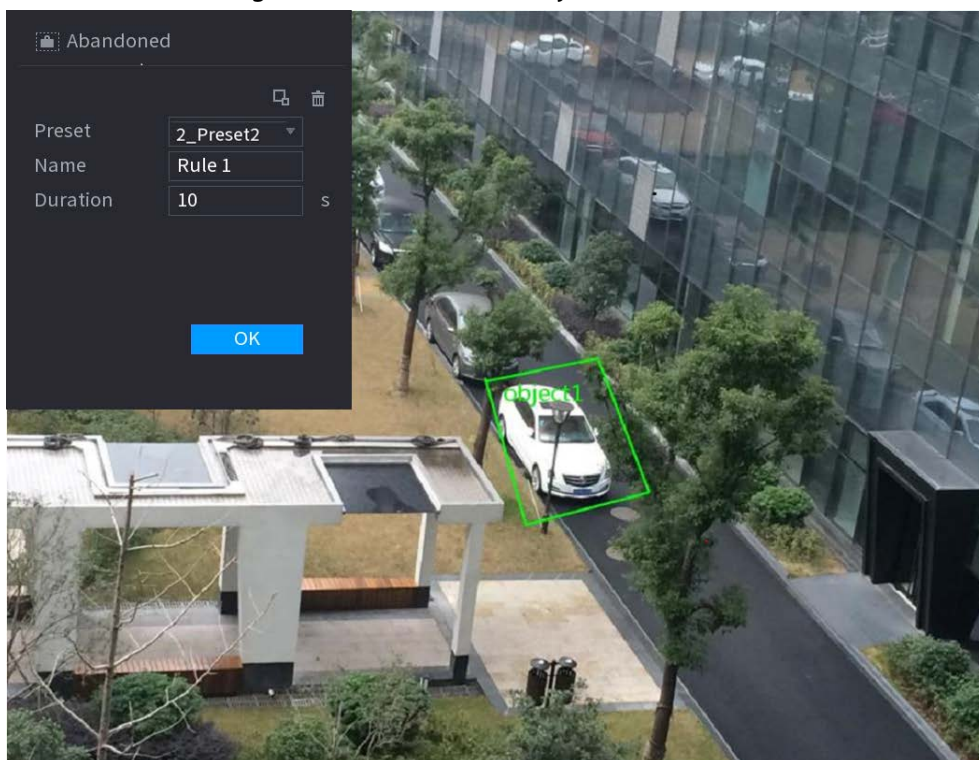 Abandoned
Preset 2_Preset2
Name Rule 1
Duration 10 s
OK
object1